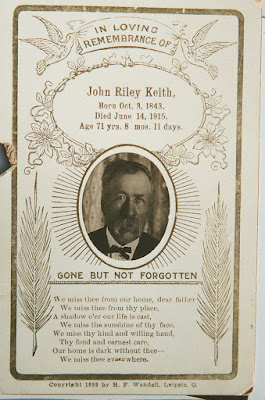 IN LOVING
REMEMBRANCE OF
John Riley Keith,
Born Oct. 3, 1843.
Died June 14, 1915.
Age 71 yrs. 8 mos. 11 days.
GONE BUT NOT FORGOTTEN
We miss thee from our home, dear father
We miss thee from thy place,
A shadow o'er our life is cast,
We miss the sunshine of thy face.
We miss thy kind and willing hand,
Thy fond and earnest care,
Our home is dark without thee—
We miss thee everywhere.
Copyright 1898 by H. F. Wendell, Leipsic, O.